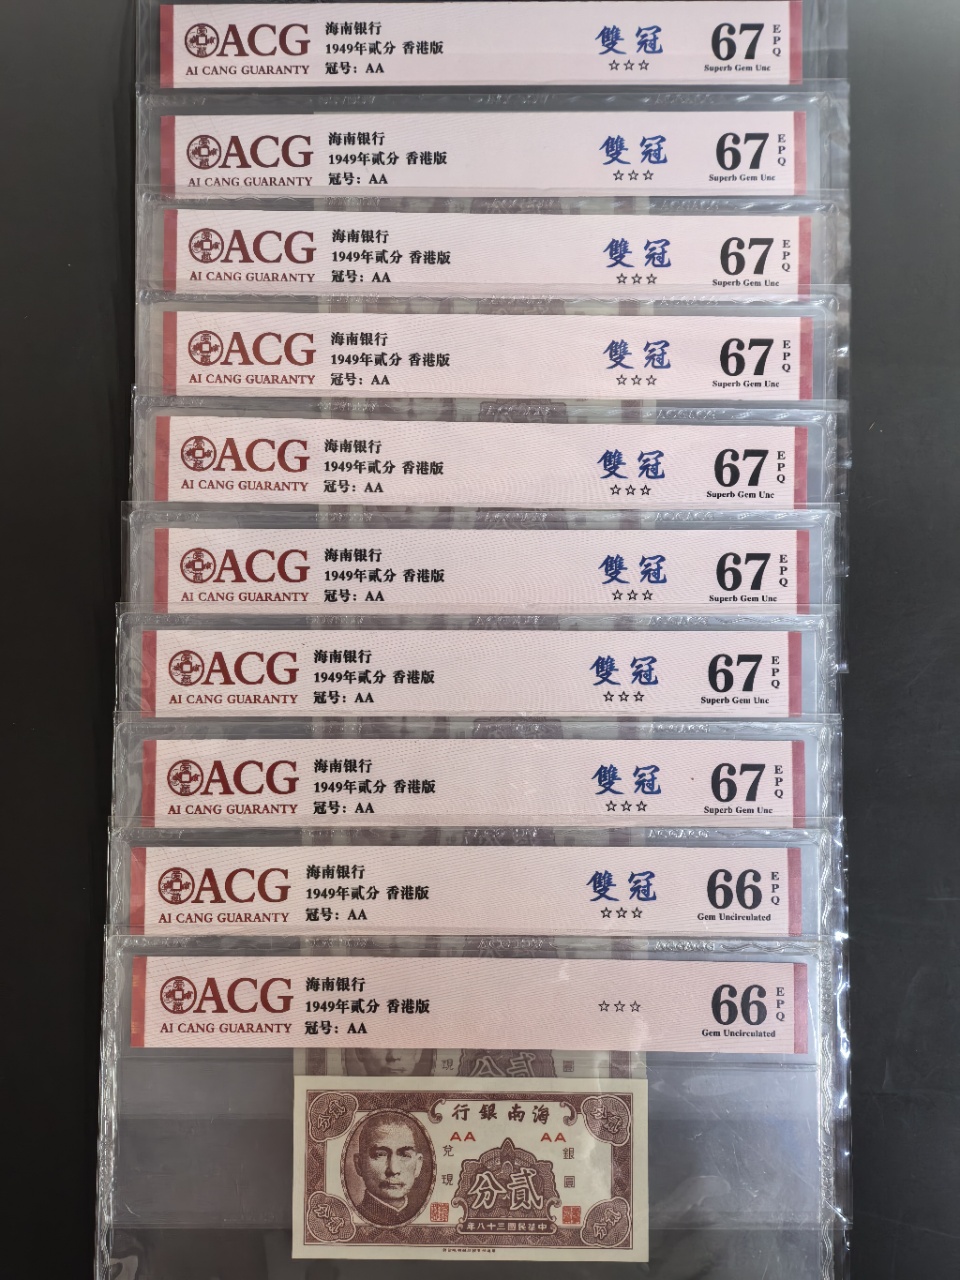 ACG 海南银行 雙冠 67 EPQ
AI CANG GUARANTY 1949年贰分 香港版 ☆☆☆ Superb Gem Unc
冠号：AA
ACG 海南银行 雙冠 67 EPQ
AI CANG GUARANTY 1949年贰分 香港版 ☆☆☆ Superb Gem Unc
冠号：AA
ACG 海南银行 雙冠 67 EPQ
AI CANG GUARANTY 1949年贰分 香港版 ☆☆☆ Superb Gem Unc
冠号：AA
ACG 海南银行 雙冠 67 EPQ
AI CANG GUARANTY 1949年贰分 香港版 ☆☆☆ Superb Gem Unc
冠号：AA
ACG 海南银行 雙冠 67 EPQ
AI CANG GUARANTY 1949年贰分 香港版 ☆☆☆ Superb Gem Unc
冠号：AA
ACG 海南银行 雙冠 67 EPQ
AI CANG GUARANTY 1949年贰分 香港版 ☆☆☆ Superb Gem Unc
冠号：AA
ACG 海南银行 雙冠 67 EPQ
AI CANG GUARANTY 1949年贰分 香港版 ☆☆☆ Superb Gem Unc
冠号：AA
ACG 海南银行 雙冠 67 EPQ
AI CANG GUARANTY 1949年贰分 香港版 ☆☆☆ Superb Gem Unc
冠号：AA
ACG 海南银行 雙冠 66 EPQ
AI CANG GUARANTY 1949年贰分 香港版 ☆☆☆ Gem Uncirculated
冠号：AA
ACG 海南银行 66 EPQ
AI CANG GUARANTY 1949年贰分 香港版 ☆☆☆ Gem Uncirculated
冠号：AA
行銀南海
AA AA
兌現 銀圓
分貳
年八十三國民華中